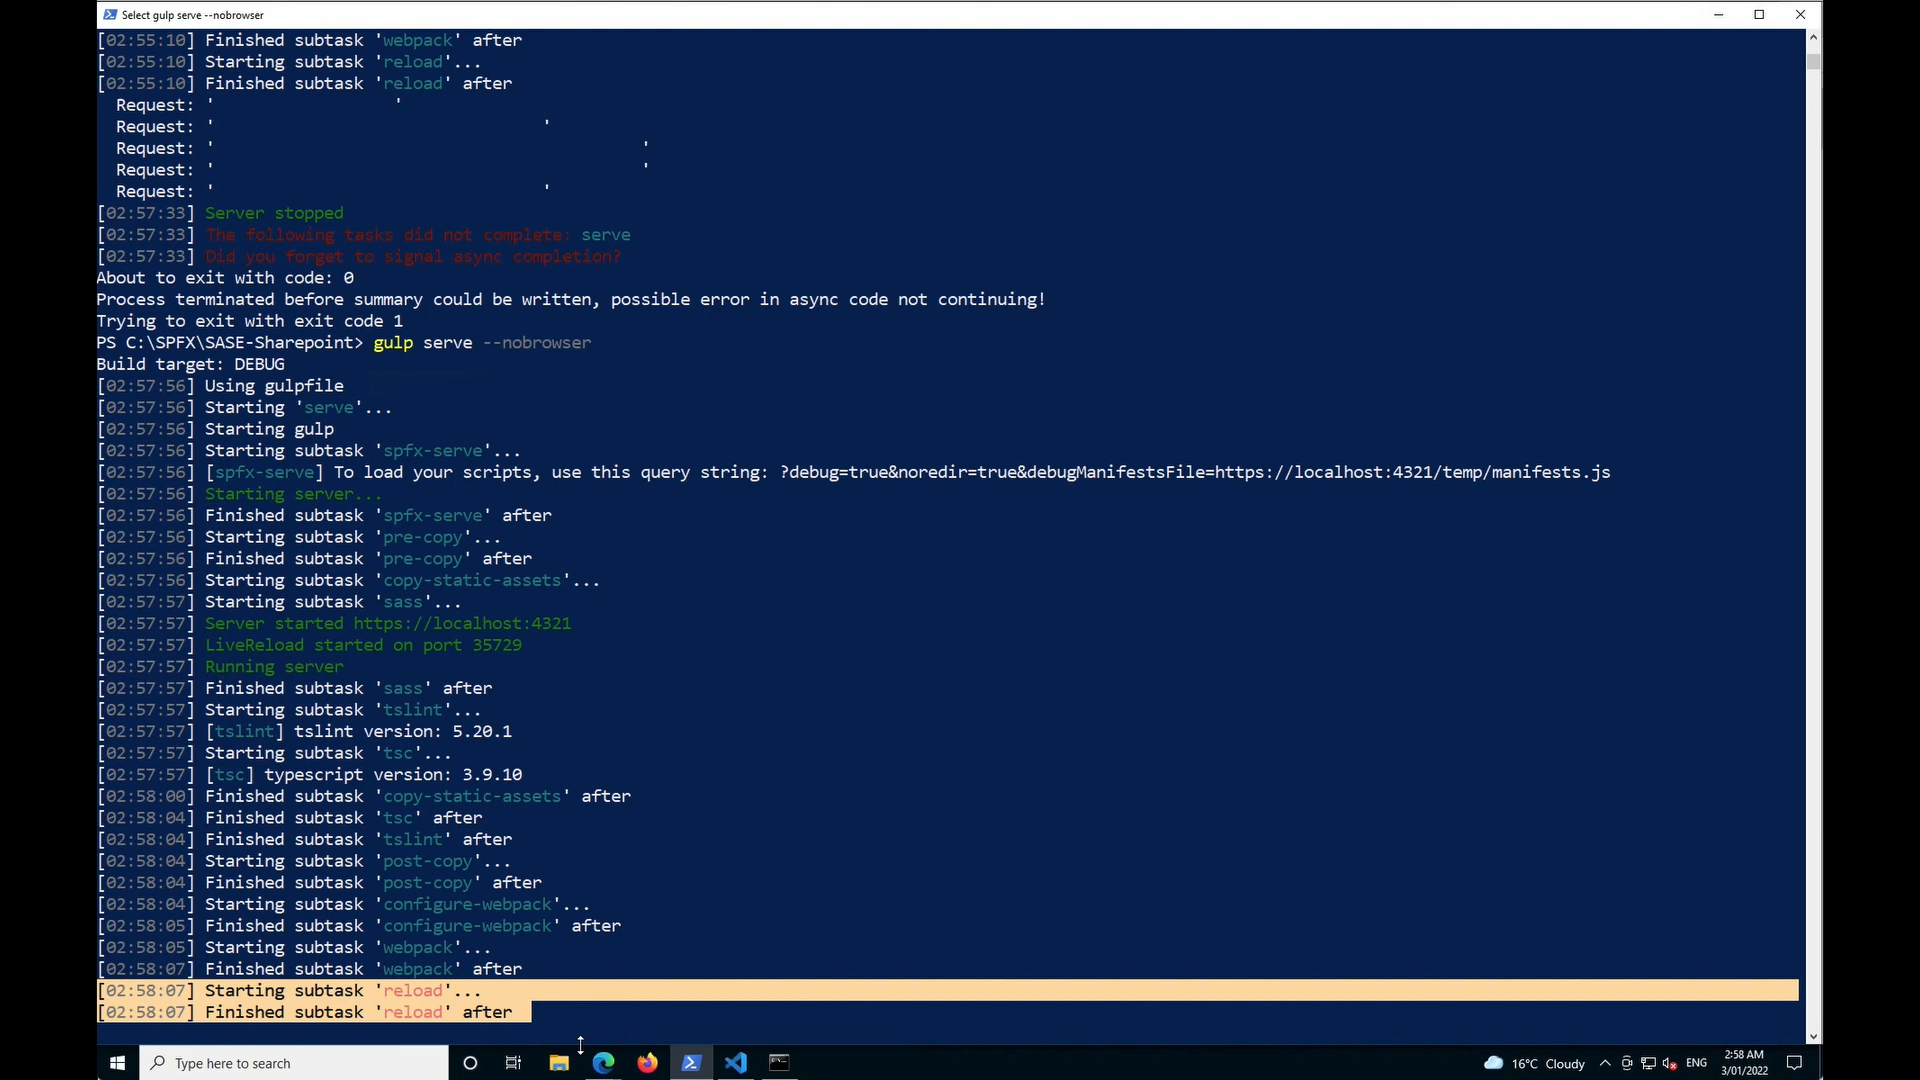 Select gulp serve --nobrowser
[02:55:10] Finished subtask 'webpack' after
[02:55:10] Starting subtask 'reload'...
[02:55:10] Finished subtask 'reload' after
Request: ' '
Request: ' '
Request: ' '
Request: ' '
Request: ' '
[02:57:33] Server stopped
[02:57:33] The following tasks did not complete: serve
[02:57:33] Did you forget to signal async completion?
About to exit with code: 0
Process terminated before summary could be written, possible error in async code not continuing!
Trying to exit with exit code 1
PS C:\SPFX\SASE-Sharepoint> gulp serve --nobrowser
Build target: DEBUG
[02:57:56] Using gulpfile
[02:57:56] Starting 'serve'...
[02:57:56] Starting gulp
[02:57:56] Starting subtask 'spfx-serve'...
[02:57:56] [spfx-serve] To load your scripts, use this query string: ?debug=true&noredir=true&debugManifestsFile=https://localhost:4321/temp/manifests.js
[02:57:56] Starting server...
[02:57:56] Finished subtask 'spfx-serve' after
[02:57:56] Starting subtask 'pre-copy'...
[02:57:56] Finished subtask 'pre-copy' after
[02:57:56] Starting subtask 'copy-static-assets'...
[02:57:57] Starting subtask 'sass'...
[02:57:57] Server started https://localhost:4321
[02:57:57] LiveReload started on port 35729
[02:57:57] Running server
[02:57:57] Finished subtask 'sass' after
[02:57:57] Starting subtask 'tslint'...
[02:57:57] [tslint] tslint version: 5.20.1
[02:57:57] Starting subtask 'tsc'...
[02:57:57] [tsc] typescript version: 3.9.10
[02:58:00] Finished subtask 'copy-static-assets' after
[02:58:04] Finished subtask 'tsc' after
[02:58:04] Finished subtask 'tslint' after
[02:58:04] Starting subtask 'post-copy'...
[02:58:04] Finished subtask 'post-copy' after
[02:58:04] Starting subtask 'configure-webpack'...
[02:58:05] Finished subtask 'configure-webpack' after
[02:58:05] Starting subtask 'webpack'...
[02:58:07] Finished subtask 'webpack' after
[02:58:07] Starting subtask 'reload'...
[02:58:07] Finished subtask 'reload' after
Type here to search
16°C Cloudy
ENG
2:58 AM
3/01/2022